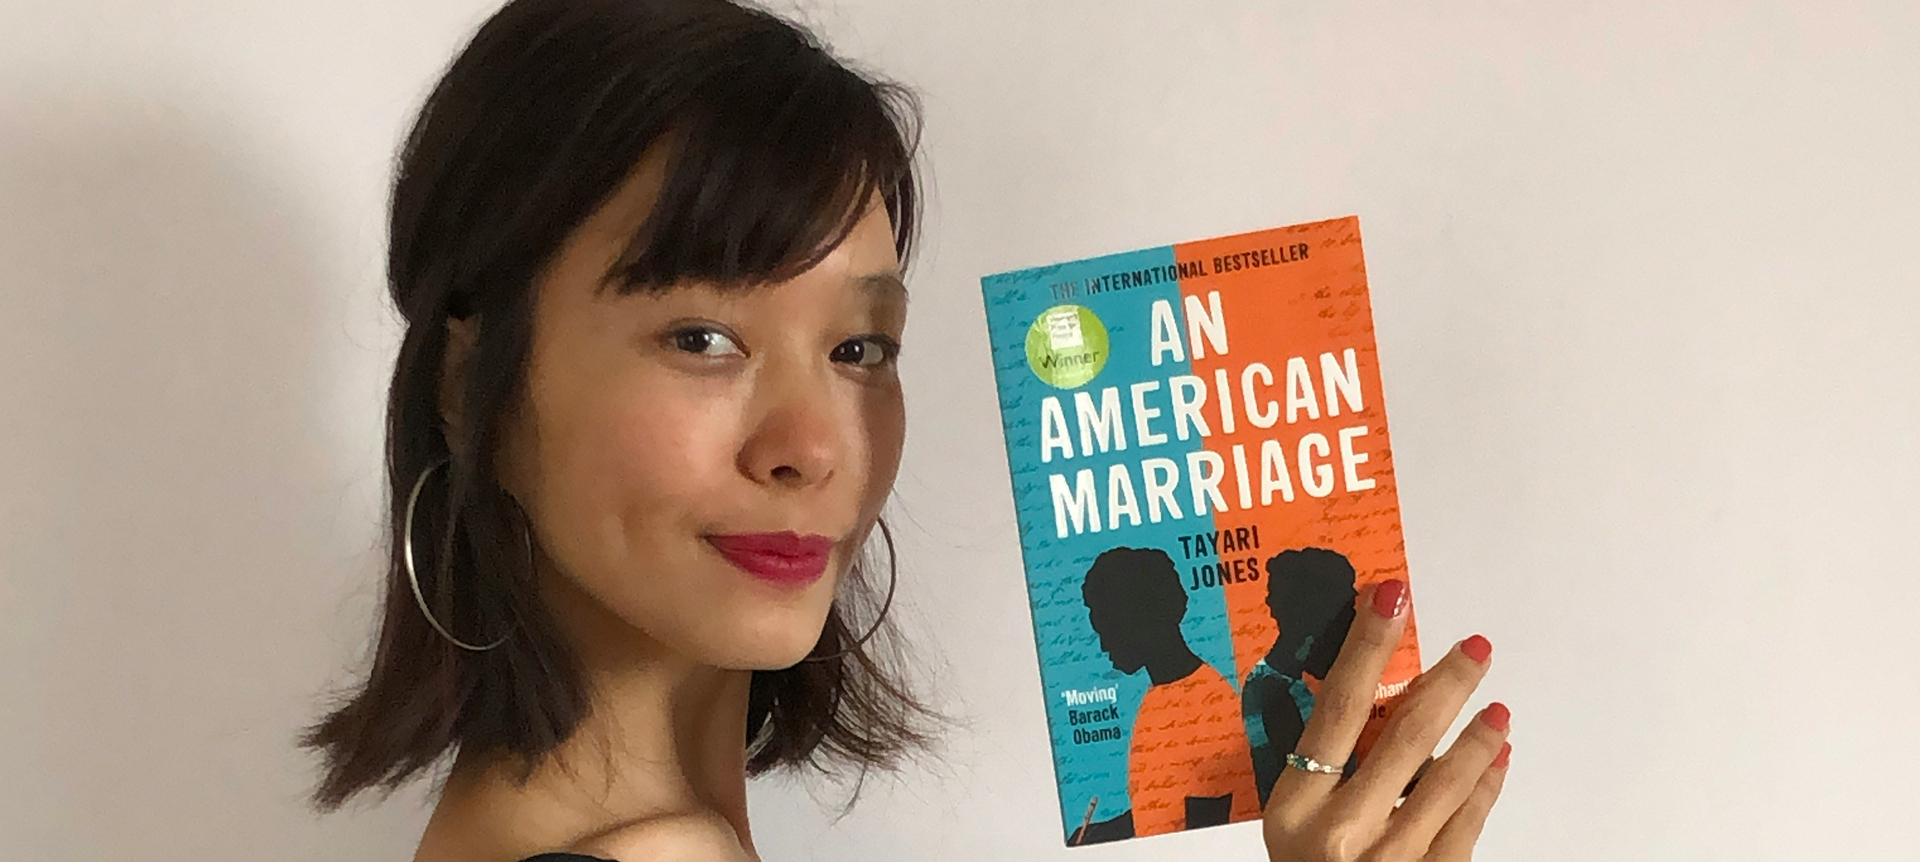 THE INTERNATIONAL BESTSELLER
Winner
AN
AMERICAN
MARRIAGE
TAYARI
JONES
'Moving'
Barack
Obama